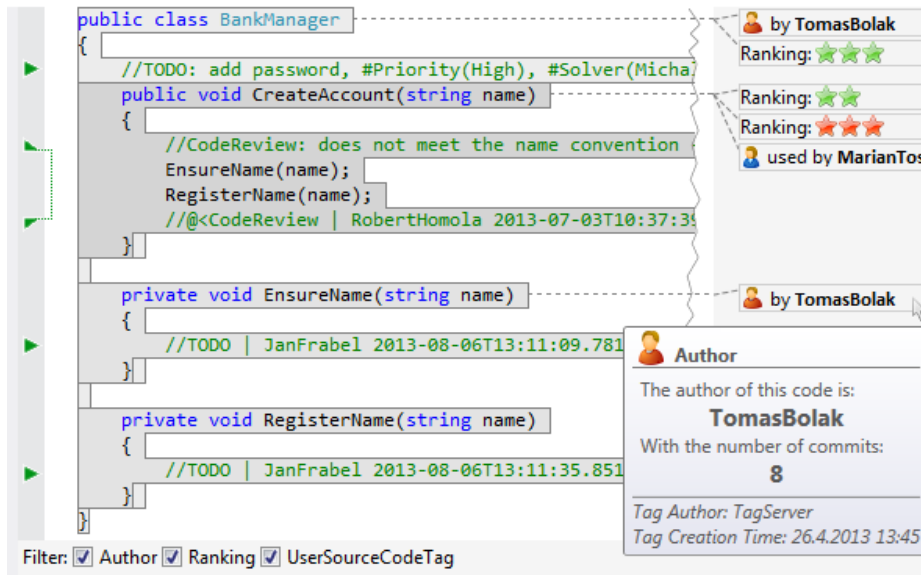 public class BankManager
by TomasBolak
{
Ranking:
//TODO: add password, #Priority(High), #Solver(Micha
public void CreateAccount(string name)
Ranking:
{
Ranking:
//CodeReview: does not meet the name convention
used by MarianTos
EnsureName(name);
RegisterName(name);
//@<CodeReview | RobertHomola 2013-07-03T10:37:39
}
private void EnsureName(string name)
by TomasBolak
{
//TODO | JanFrabel 2013-08-06T13:11:09.781
}
private void RegisterName(string name)
{
//TODO | JanFrabel 2013-08-06T13:11:35.851
}
}
Author
The author of this code is:
TomasBolak
With the number of commits:
8
Tag Author: TagServer
Tag Creation Time: 26.4.2013 13:45
Filter: Author Ranking UserSourceCodeTag